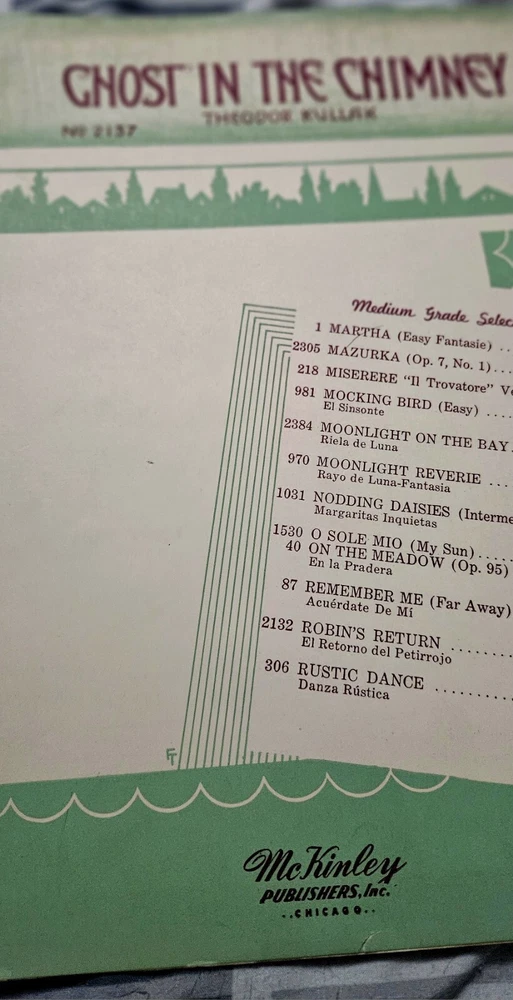 GHOST IN THE CHIMNEY
THEODOR KULLAK
No 2137
Medium Grade Selec
1 MARTHA (Easy Fantasie) ..
2305 MAZURKA (Op. 7, No. 1)...
218 MISERERE "Il Trovatore" V
981 MOCKING BIRD (Easy) ....
El Sinsonte
2384 MOONLIGHT ON THE BAY.
Riela de Luna
970 MOONLIGHT REVERIE ...
Rayo de Luna-Fantasia
1031 NODDING DAISIES (Interme
Margaritas Inquietas
1530 O SOLE MIO (My Sun).....
40 ON THE MEADOW (Op. 95)
En la Pradera
87 REMEMBER ME (Far Away)
Acuérdate De Mí
2132 ROBIN'S RETURN .......
El Retorno del Petirrojo
306 RUSTIC DANCE .........
Danza Rústica
FT
McKinley
PUBLISHERS, Inc.
..CHICAGO..